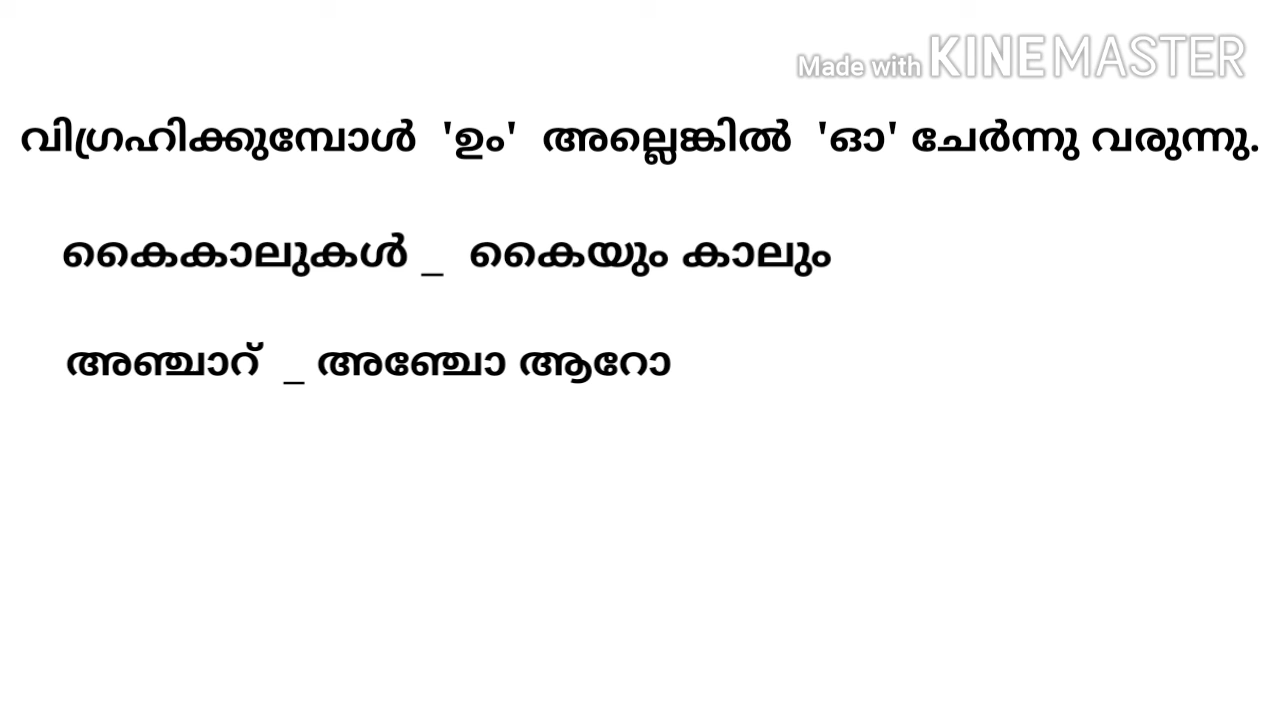 Made with KINEMASTER
വിഗ്രഹിക്കുമ്പോൾ 'ഉം' അല്ലെങ്കിൽ 'ഓ' ചേർന്നു വരുന്നു.
കൈകാലുകൾ _ കൈയും കാലും
അഞ്ചാറ് _ അഞ്ചോ ആറോ